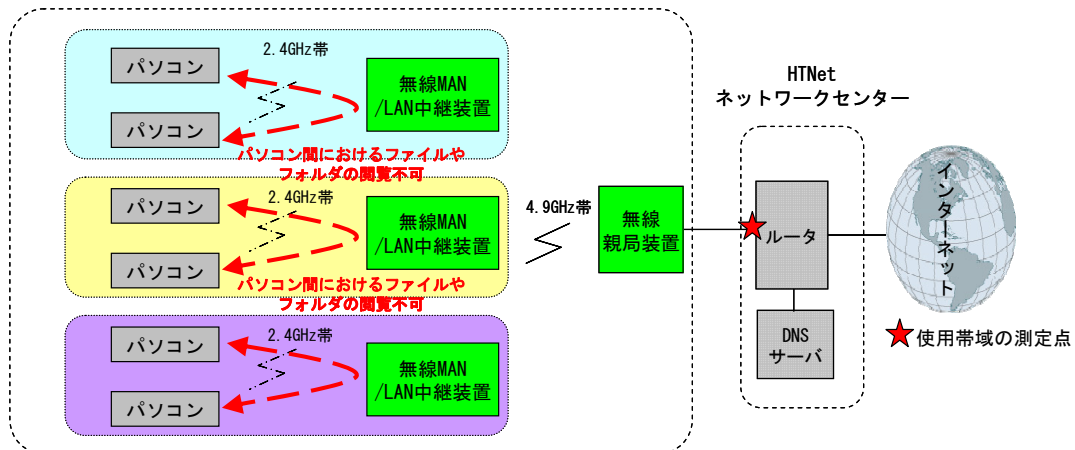 2.4GHz帯
パソコン
無線MAN
/LAN中継装置
パソコン
パソコン間におけるファイルや
フォルダの閲覧不可
2.4GHz帯
パソコン
無線MAN
/LAN中継装置
パソコン
パソコン間におけるファイルや
フォルダの閲覧不可
2.4GHz帯
パソコン
無線MAN
/LAN中継装置
パソコン
4.9GHz帯
無線
親局装置
HTNet
ネットワークセンター
ルータ
DNS
サーバ
インターネット
使用帯域の測定点